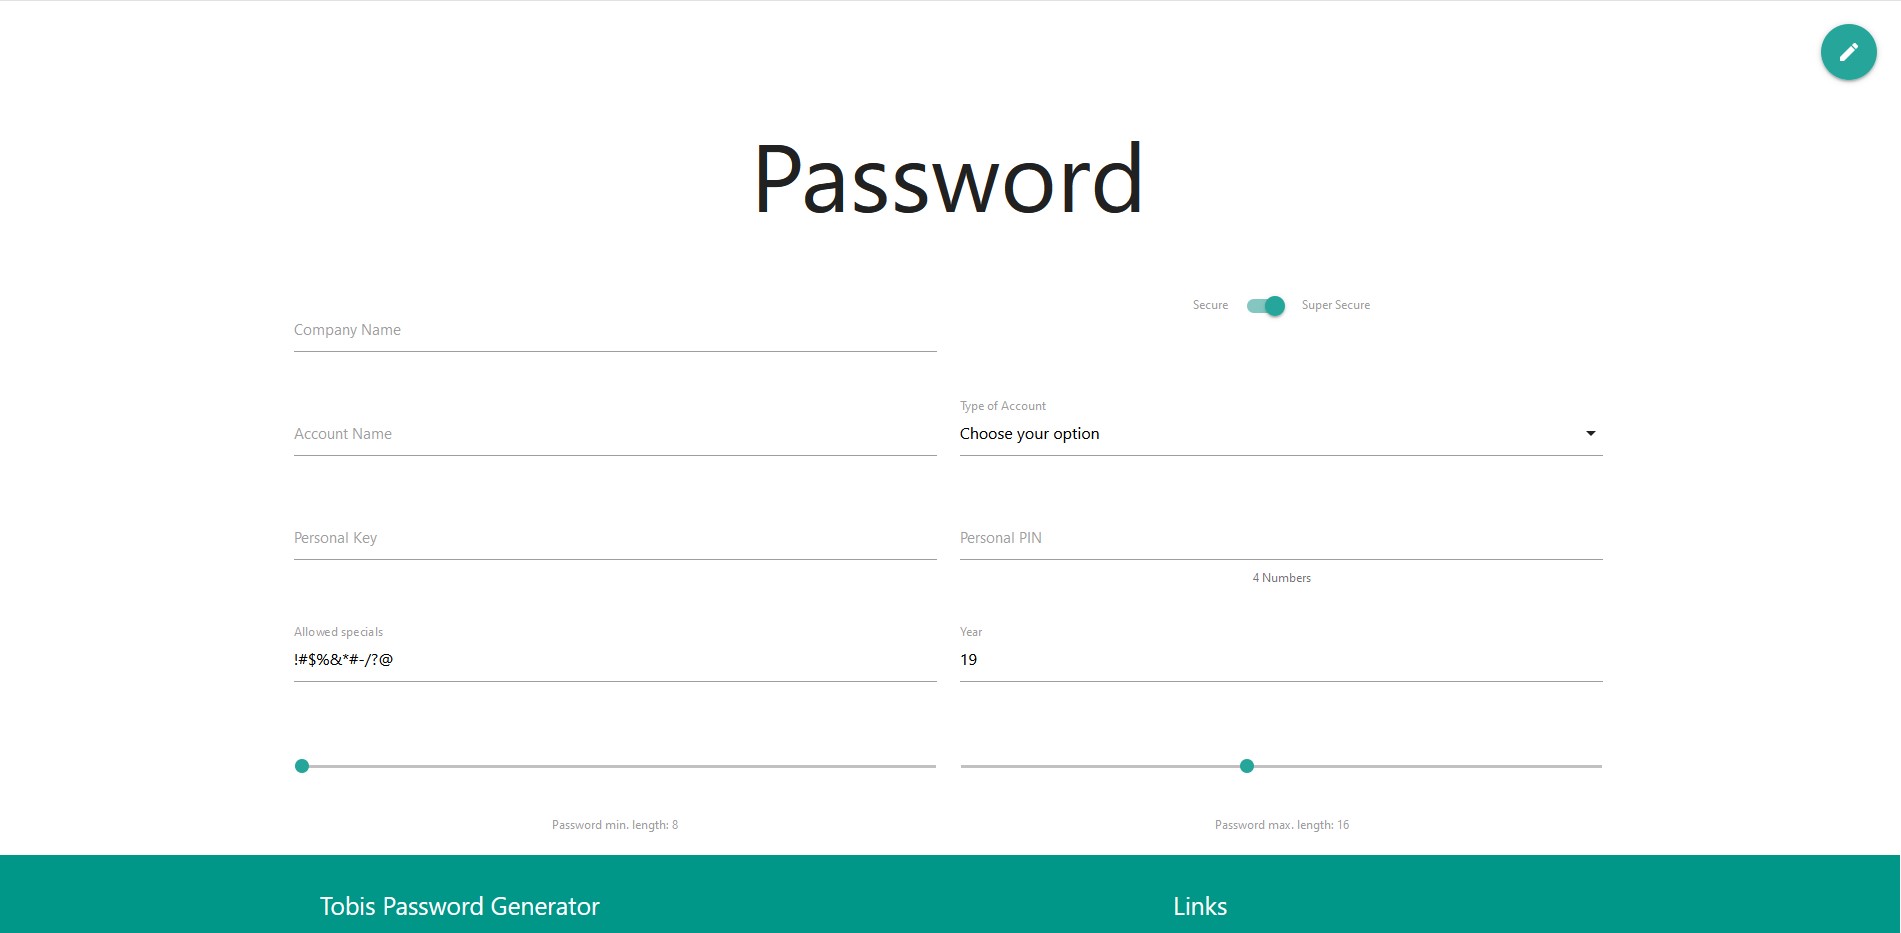 Password
Secure
Super Secure
Company Name
Type of Account
Account Name
Choose your option
Personal Key
Personal PIN
4 Numbers
Allowed specials
Year
!#$%&*#-/?@
19
Password min. length: 8
Password max. length: 16
Tobis Password Generator
Links